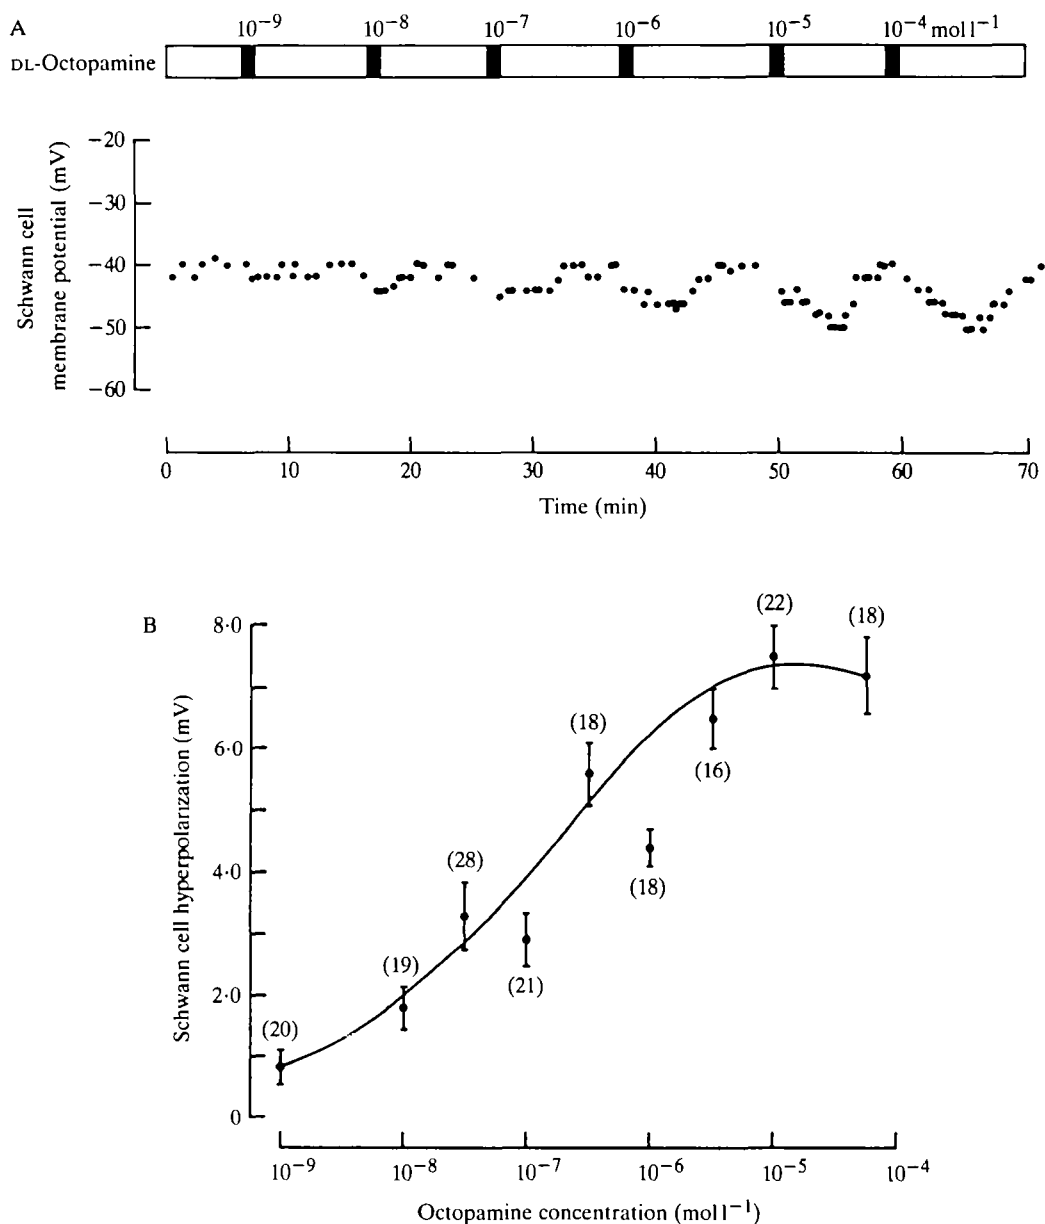 A
10⁻⁹ 10⁻⁸ 10⁻⁷ 10⁻⁶ 10⁻⁵ 10⁻⁴ mol l⁻¹
DL-Octopamine
Schwann cell
membrane potential (mV)
−20
−30
−40
−50
−60
0 10 20 30 40 50 60 70
Time (min)
B
Schwann cell hyperpolarization (mV)
8·0
6·0
4·0
2·0
0
(20)
(19)
(28)
(21)
(18)
(18)
(16)
(22)
(18)
10⁻⁹ 10⁻⁸ 10⁻⁷ 10⁻⁶ 10⁻⁵ 10⁻⁴
Octopamine concentration (mol l⁻¹)